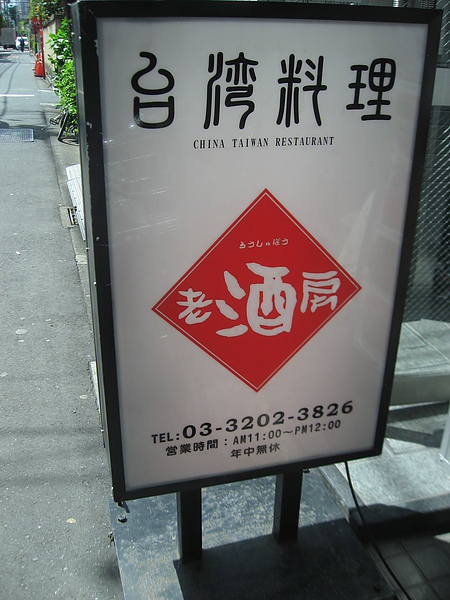 台湾料理
CHINA TAIWAN RESTAURANT
ろうしゅぼう
老酒房
TEL:03-3202-3826
営業時間：AM11:00〜PM12:00
年中無休